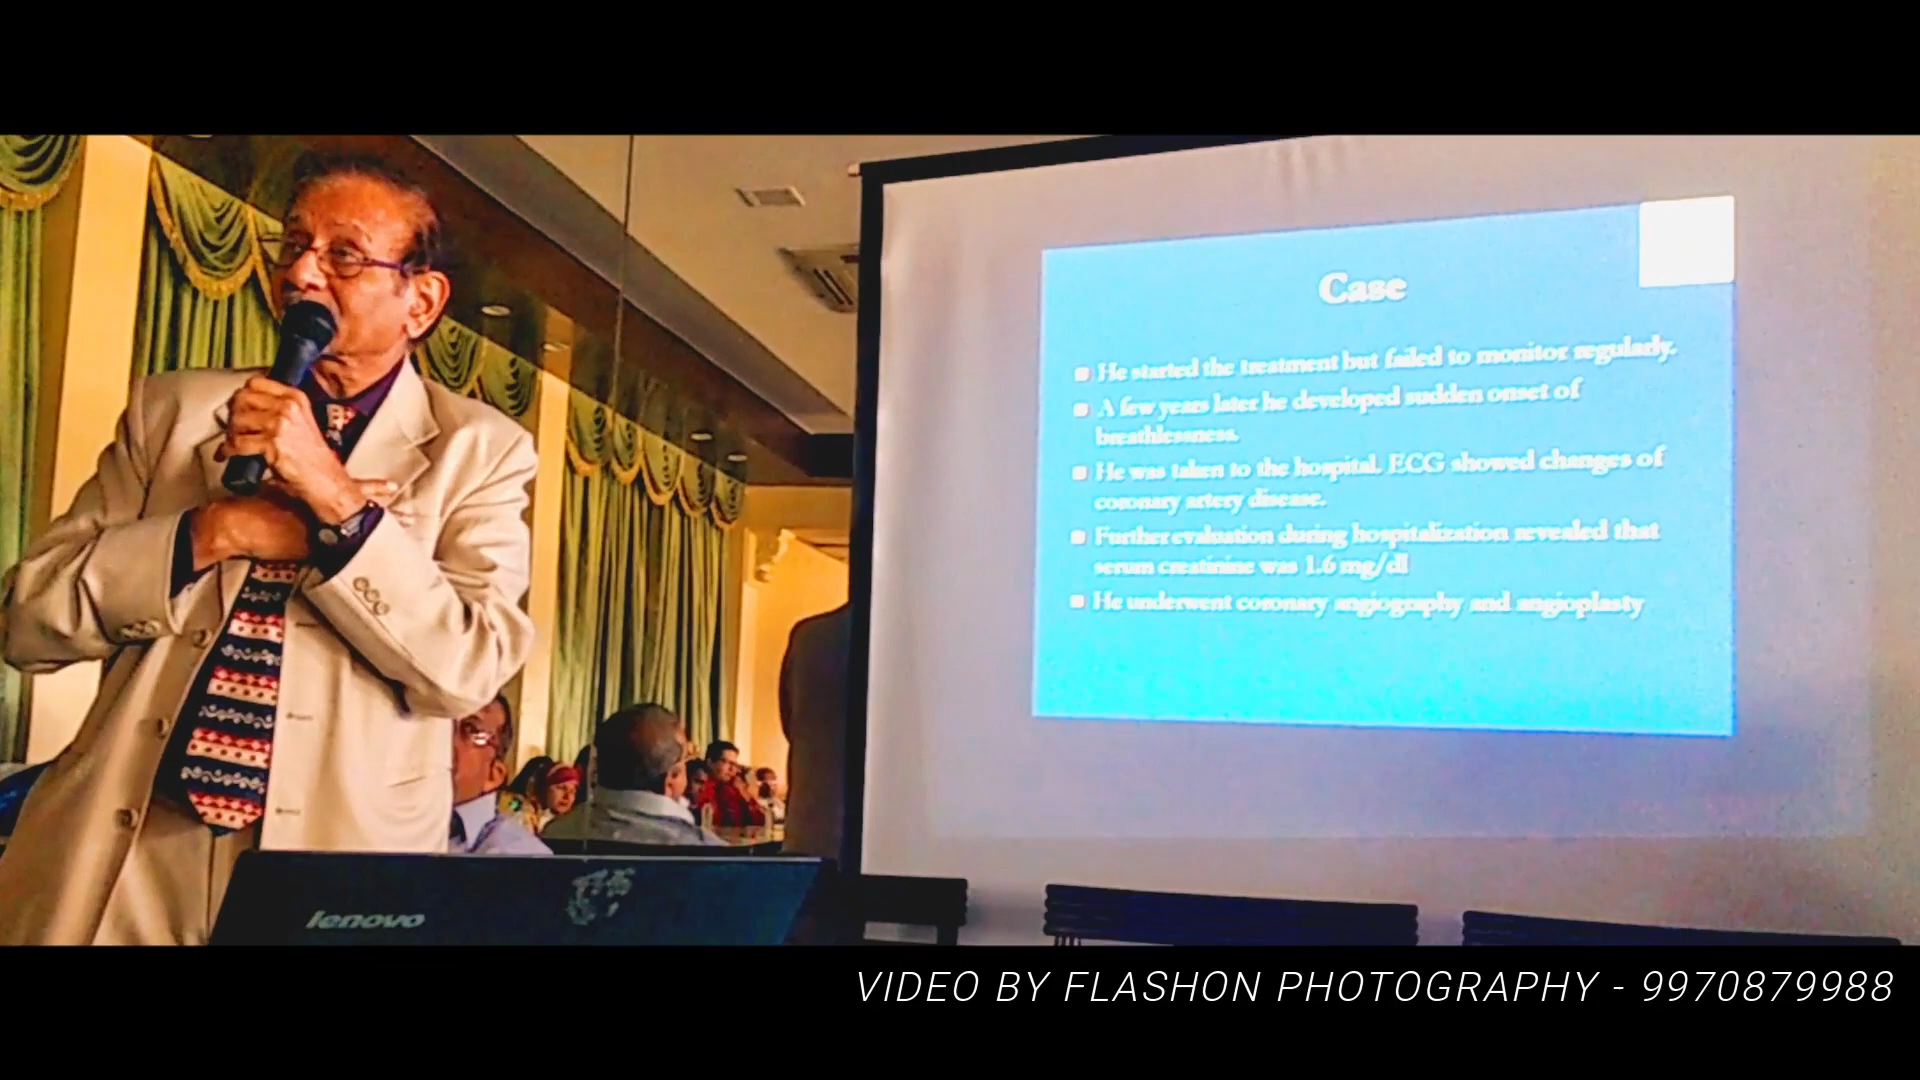 Case
He started the treatment but failed to monitor regularly.
A few years later he developed sudden onset of
breathlessness.
He was taken to the hospital. ECG showed changes of
coronary artery disease.
Further evaluation during hospitalization revealed that
serum creatinine was 1.6 mg/dl
He underwent coronary angiography and angioplasty
lenovo
VIDEO BY FLASHON PHOTOGRAPHY - 9970879988